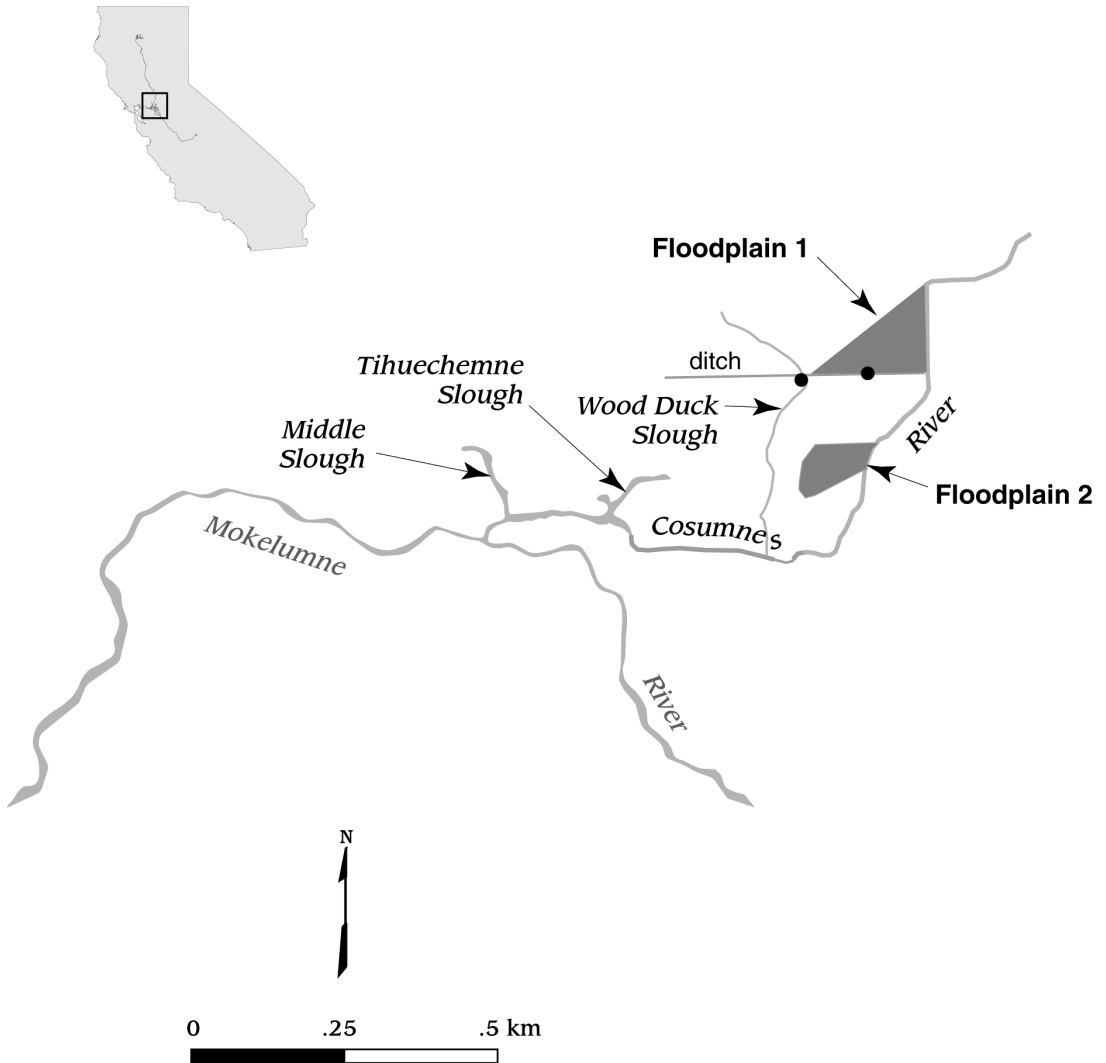 Floodplain 1
ditch
Tihuechemne
Slough
Wood Duck
Slough
Middle
Slough
River
Floodplain 2
Cosumnes
Mokelumne
River
N
0 .25 .5 km